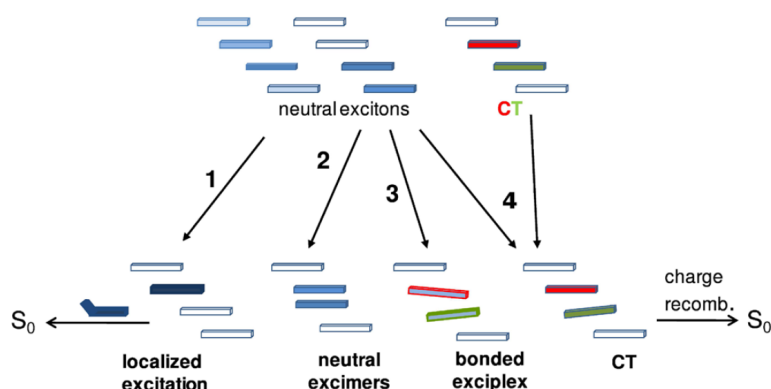 neutral excitons
CT
1
2
3
4
charge
recomb.
S0
S0
localized
excitation
neutral
excimers
bonded
exciplex
CT